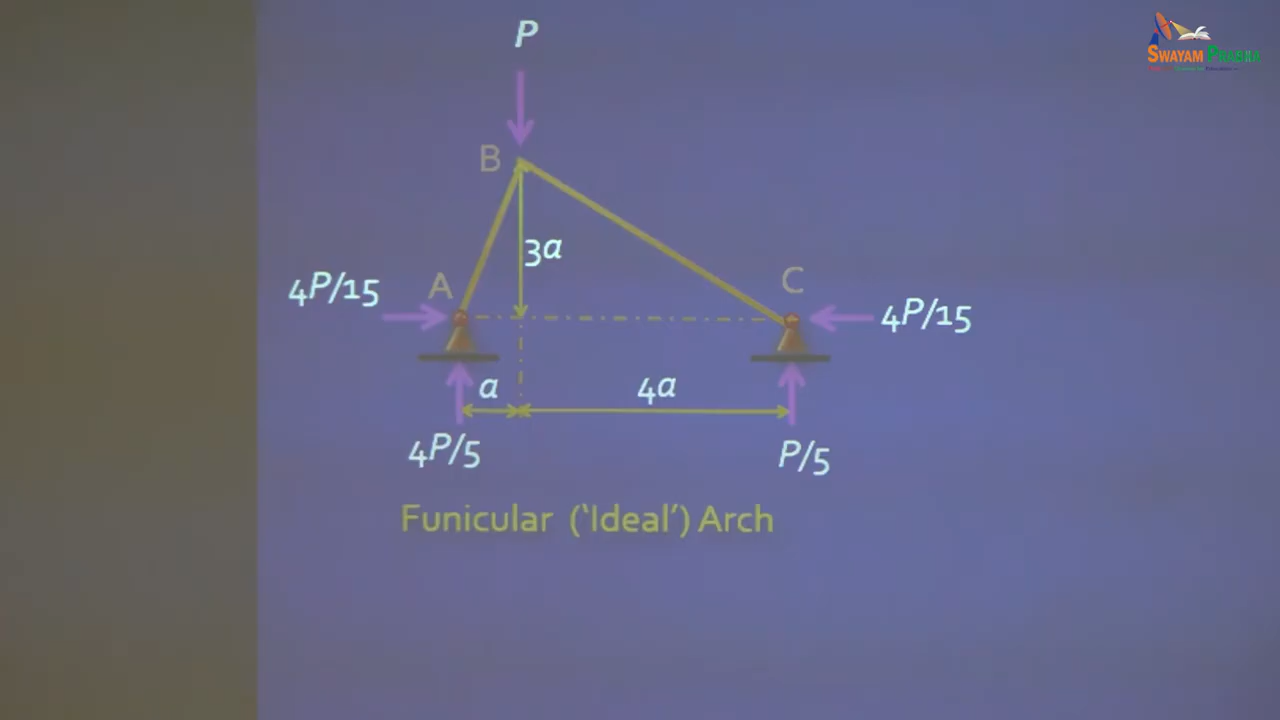 SWAYAM PRABHA
P
B
3a
A
C
4P/15
4P/15
a
4a
4P/5
P/5
Funicular ('Ideal') Arch